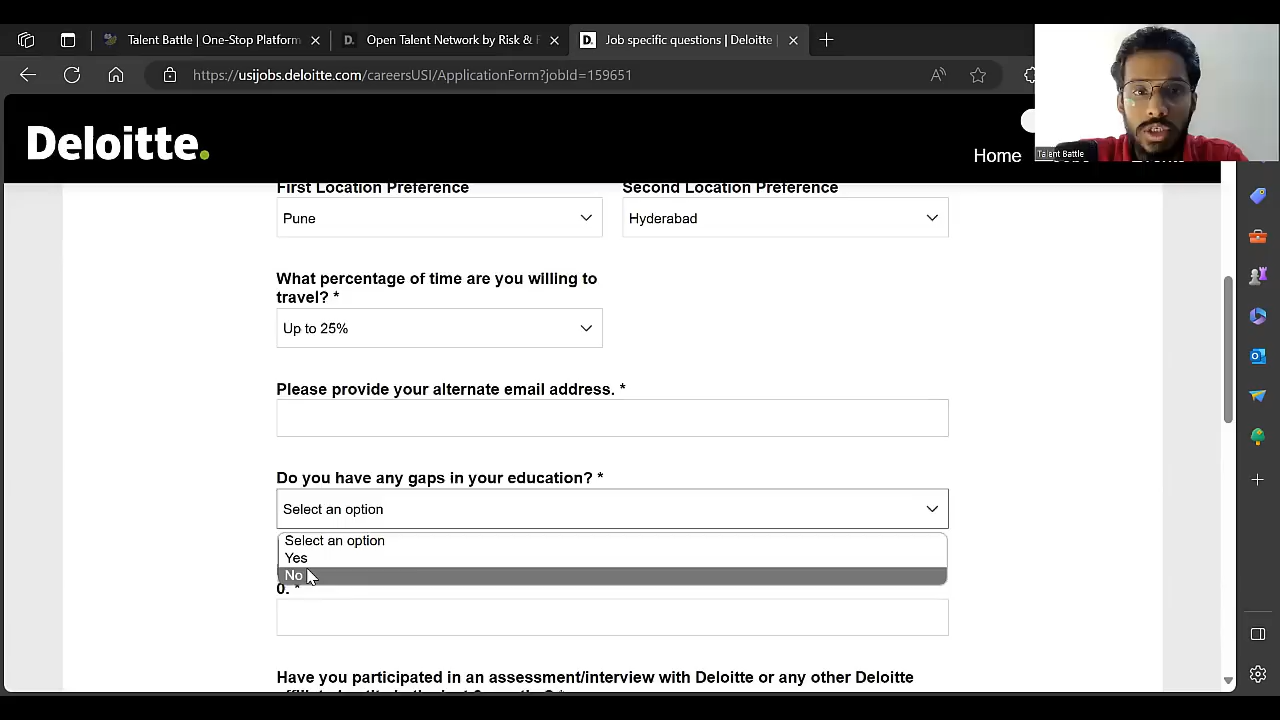 Talent Battle | One-Stop Platform
Open Talent Network by Risk & F
D. Job specific questions | Deloitte |
https://usijobs.deloitte.com/careersUSI/ApplicationForm?jobId=159651
Deloitte.
Home
Talent Battle
First Location Preference
Second Location Preference
Pune
Hyderabad
What percentage of time are you willing to
travel? *
Up to 25%
Please provide your alternate email address. *
Do you have any gaps in your education? *
Select an option
Select an option
Yes
No
0. *
Have you participated in an assessment/interview with Deloitte or any other Deloitte